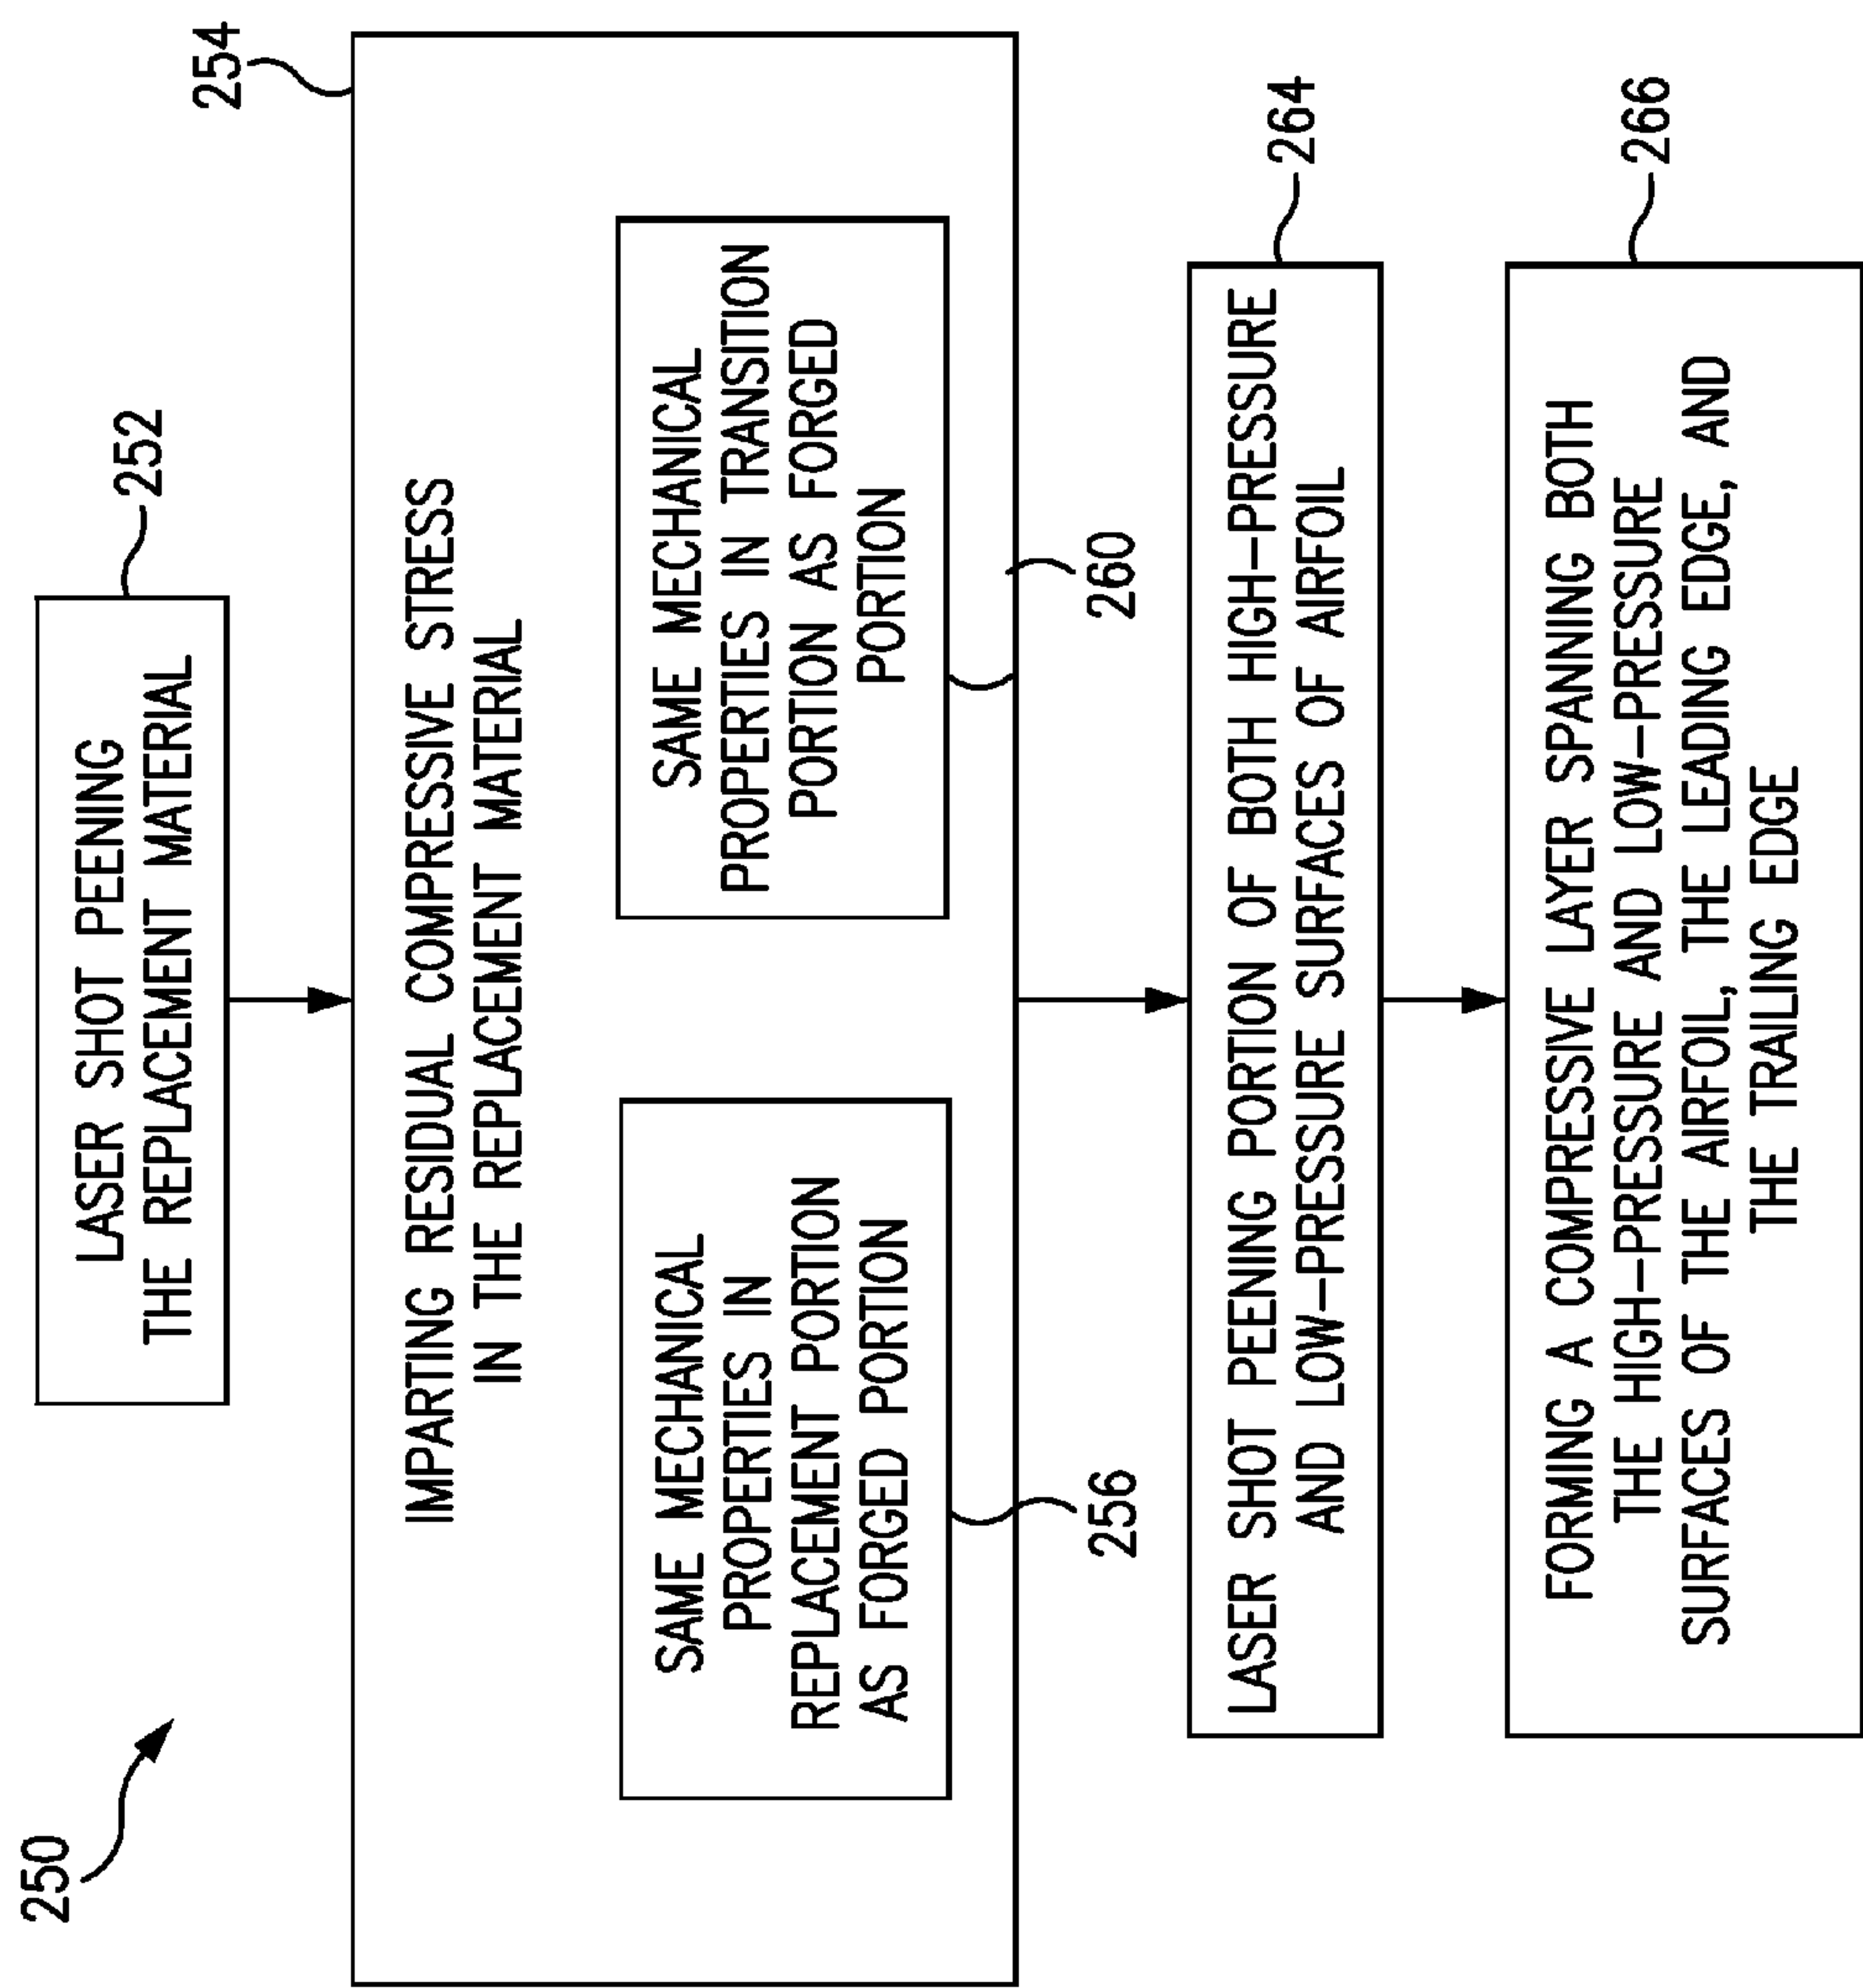 250
LASER SHOT PEENING
THE REPLACEMENT MATERIAL
252
254
IMPARTING RESIDUAL COMPRESSIVE STRESS
IN THE REPLACEMENT MATERIAL
SAME MECHANICAL
PROPERTIES IN
REPLACEMENT PORTION
AS FORGED PORTION
256
SAME MECHANICAL
PROPERTIES IN TRANSITION
PORTION AS FORGED
PORTION
260
LASER SHOT PEENING PORTION OF BOTH HIGH-PRESSURE
AND LOW-PRESSURE SURFACES OF AIRFOIL
264
FORMING A COMPRESSIVE LAYER SPANNING BOTH
THE HIGH-PRESSURE AND LOW-PRESSURE
SURFACES OF THE AIRFOIL, THE LEADING EDGE, AND
THE TRAILING EDGE
266